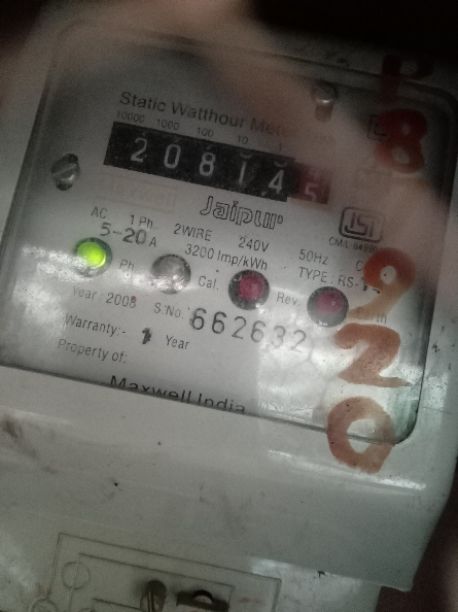 Static Watthour
10000 1000 100 10 1
208145
Jaipur
ISI
CM/L
AC 1 Ph. 2WIRE 240V 50HZ
5-20A 3200 Imp/kWh TYPE: RS-
Ph. Cal. Rev.
Year: 2008 S.No. 662632
Warranty:- 1 Year
Property of:
Maxwell India
P
8
9
2
0